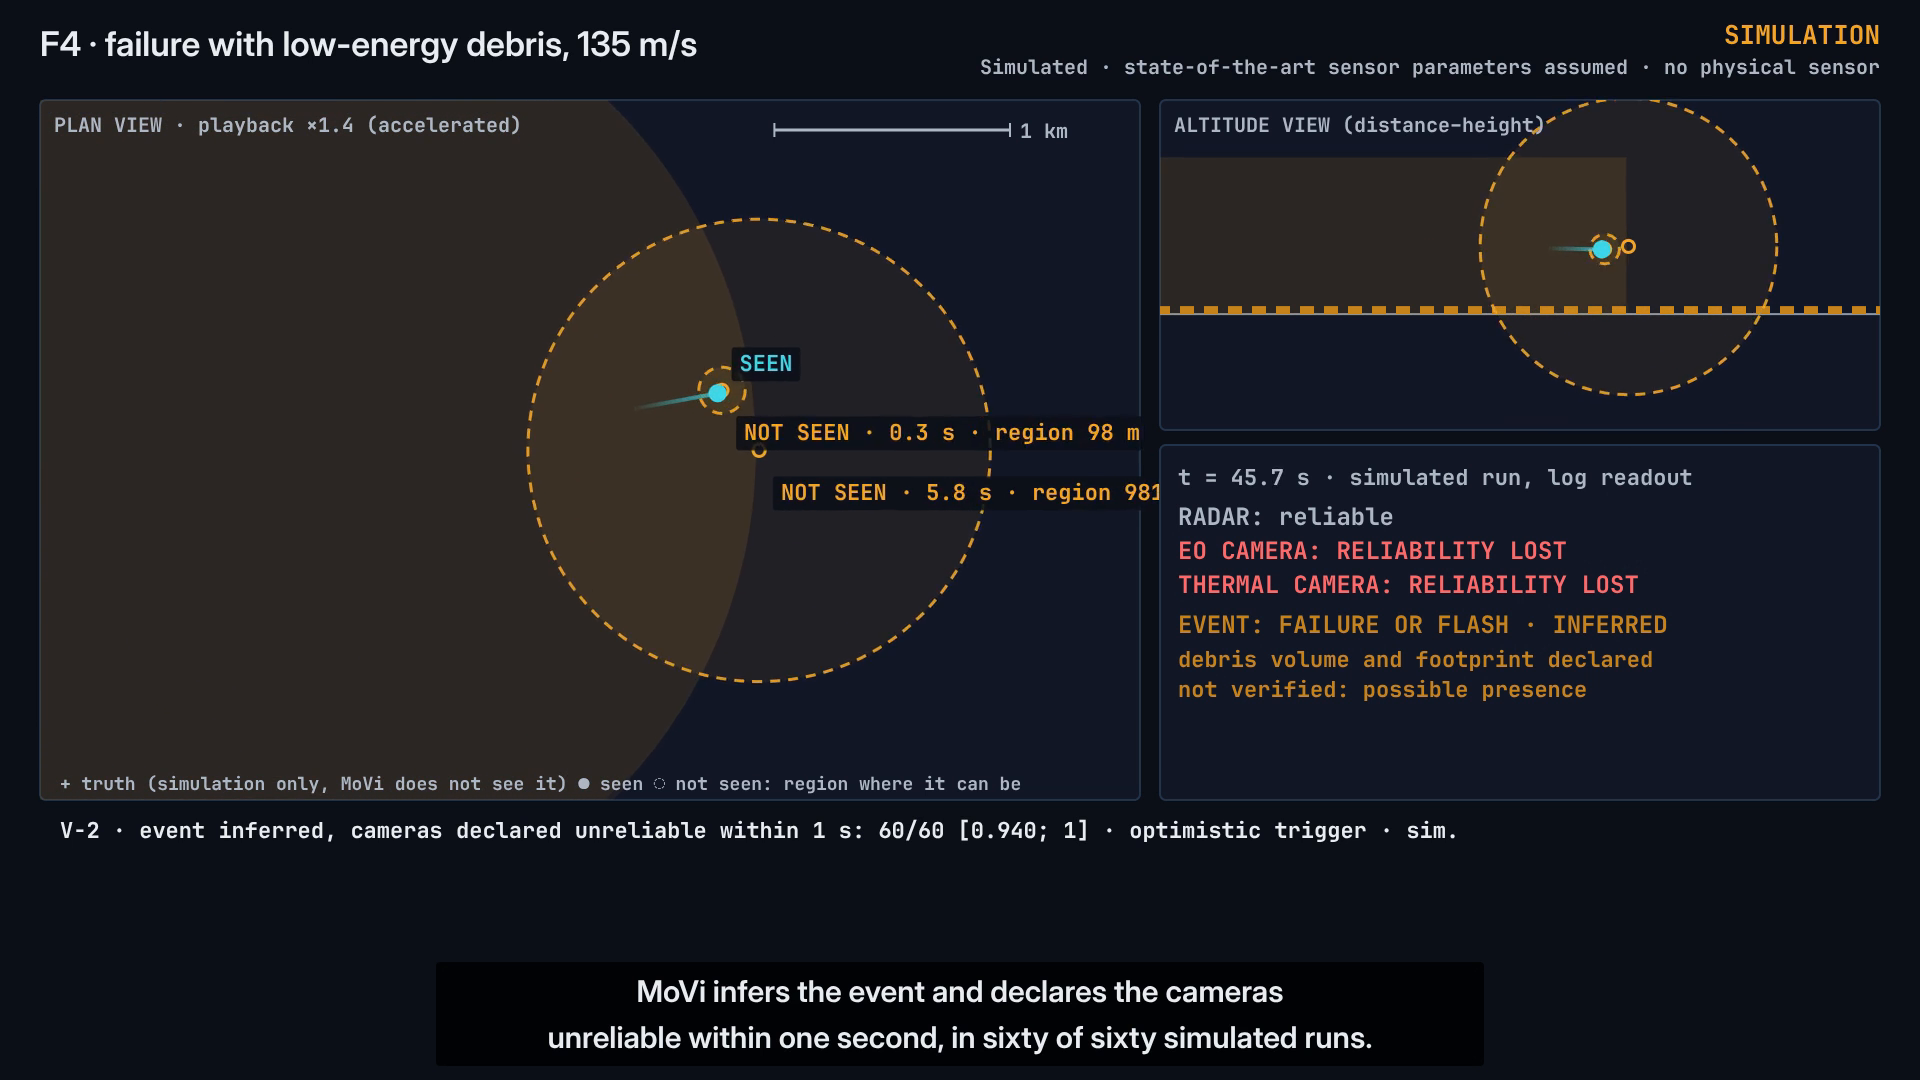 F4 · failure with low-energy debris, 135 m/s
SIMULATION
Simulated · state-of-the-art sensor parameters assumed · no physical sensor
PLAN VIEW · playback ×1.4 (accelerated)
1 km
SEEN
NOT SEEN · 0.3 s · region 98 m
NOT SEEN · 5.8 s · region 981
+ truth (simulation only, MoVi does not see it) ● seen ◌ not seen: region where it can be
ALTITUDE VIEW (distance-height)
t = 45.7 s · simulated run, log readout
RADAR: reliable
EO CAMERA: RELIABILITY LOST
THERMAL CAMERA: RELIABILITY LOST
EVENT: FAILURE OR FLASH · INFERRED
debris volume and footprint declared
not verified: possible presence
V-2 · event inferred, cameras declared unreliable within 1 s: 60/60 [0.940; 1] · optimistic trigger · sim.
MoVi infers the event and declares the cameras
unreliable within one second, in sixty of sixty simulated runs.